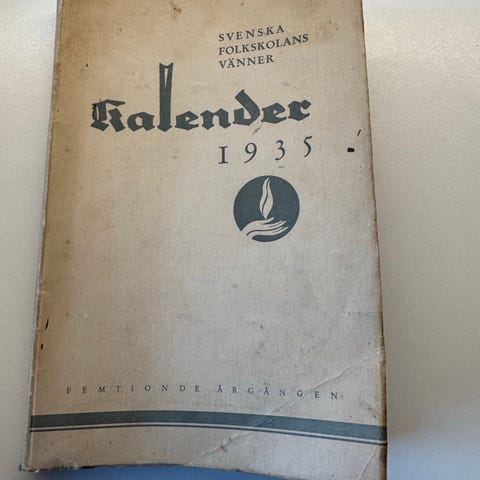 SVENSKA
FOLKSKOLANS
VÄNNER
Kalender
1935
FEMTIONDE ÅRGÅNGEN